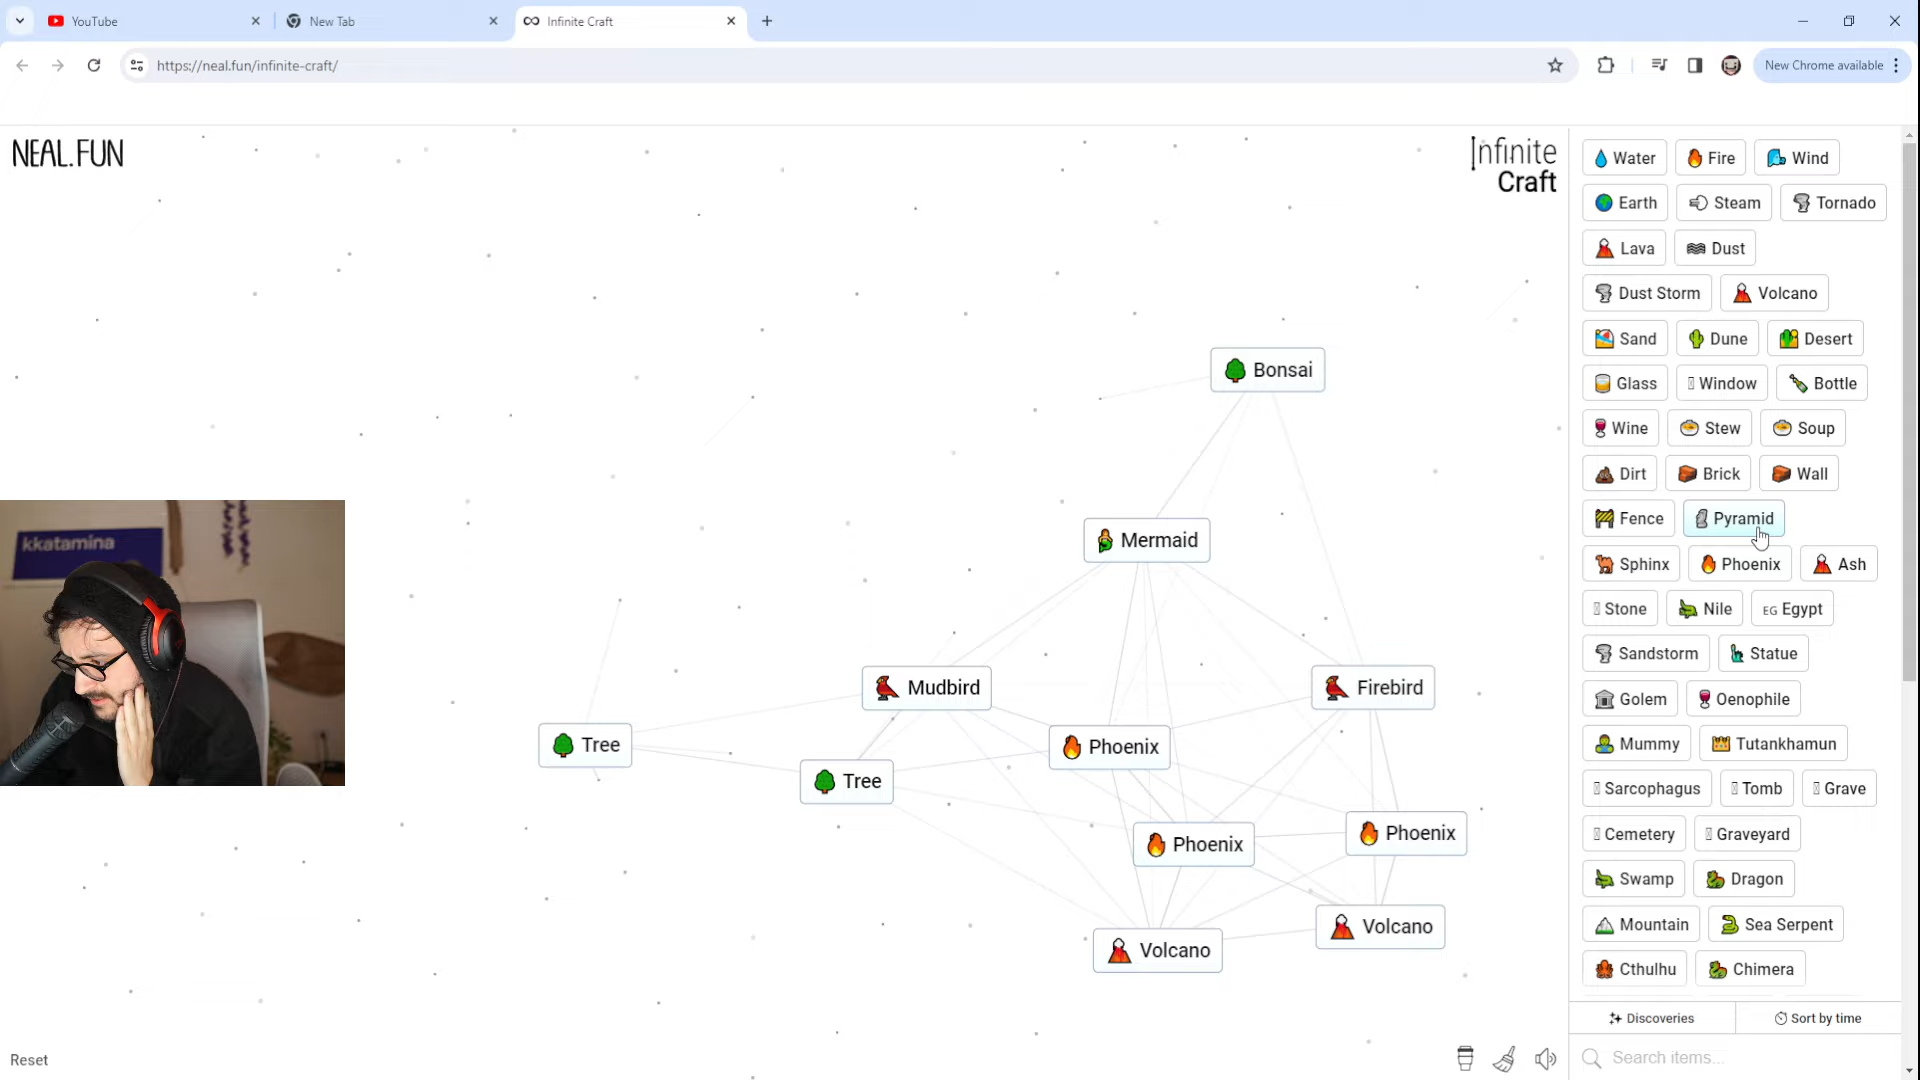 YouTube
New Tab
Infinite Craft
https://neal.fun/infinite-craft/
New Chrome available
NEAL.FUN
Infinite
Craft
Water
Fire
Wind
Earth
Steam
Tornado
Lava
Dust
Dust Storm
Volcano
Sand
Dune
Desert
Glass
Window
Bottle
Wine
Stew
Soup
Dirt
Brick
Wall
Fence
Pyramid
Sphinx
Phoenix
Ash
Stone
Nile
EG Egypt
Sandstorm
Statue
Golem
Oenophile
Mummy
Tutankhamun
Sarcophagus
Tomb
Grave
Cemetery
Graveyard
Swamp
Dragon
Mountain
Sea Serpent
Cthulhu
Chimera
Discoveries
Sort by time
Search items...
Bonsai
Mermaid
Mudbird
Firebird
Tree
Phoenix
Tree
Phoenix
Phoenix
Volcano
Volcano
kkatamina
Reset